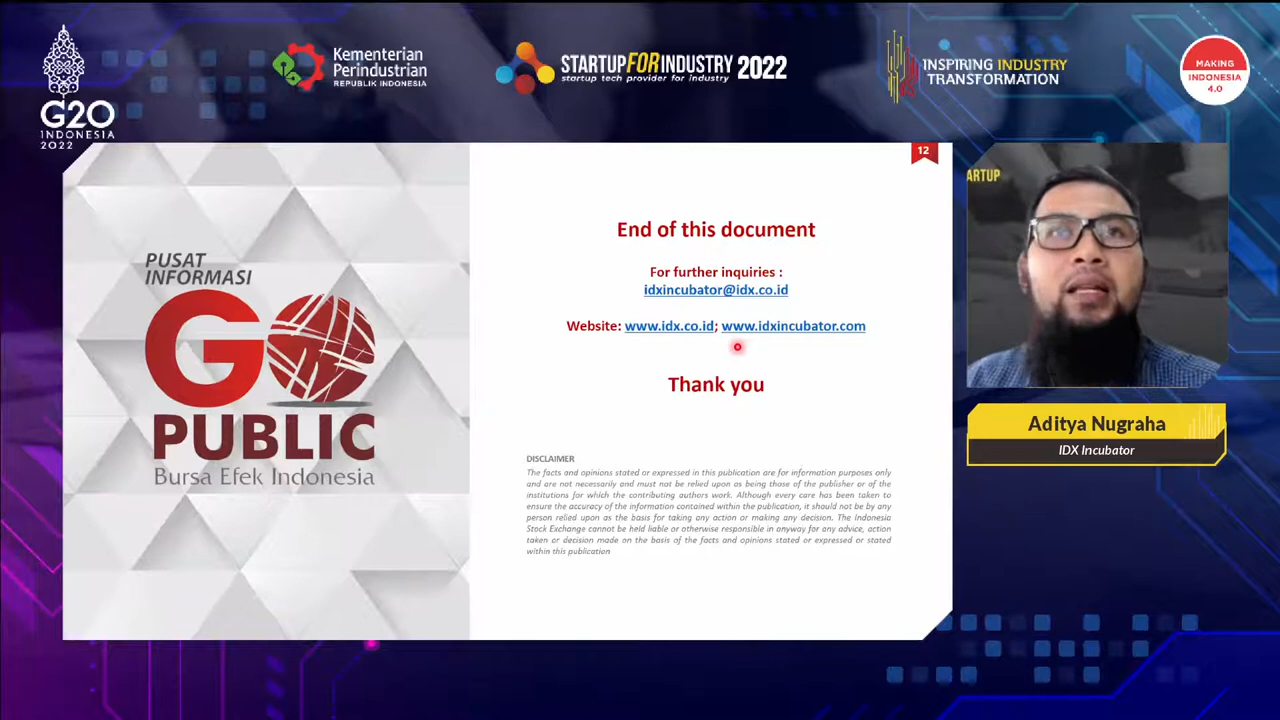 G20
INDONESIA
2022
Kementerian
Perindustrian
REPUBLIK INDONESIA
STARTUPFORINDUSTRY 2022
startup tech provider for industry
INSPIRING INDUSTRY
TRANSFORMATION
MAKING
INDONESIA
4.0
12
PUSAT
INFORMASI
GO
PUBLIC
Bursa Efek Indonesia
End of this document
For further inquiries :
idxincubator@idx.co.id
Website: www.idx.co.id; www.idxincubator.com
Thank you
DISCLAIMER
The facts and opinions stated or expressed in this publication are for information purposes only
and are not necessarily and must not be relied upon as being those of the publisher or of the
institutions for which the contributing authors work. Although every care has been taken to
ensure the accuracy of the information contained within the publication, it should not be by any
person relied upon as the basis for taking any action or making any decision. The Indonesia
Stock Exchange cannot be held liable or otherwise responsible in anyway for any advice, action
taken or decision made on the basis of the facts and opinions stated or expressed or stated
within this publication
ARTUP
Aditya Nugraha
IDX Incubator